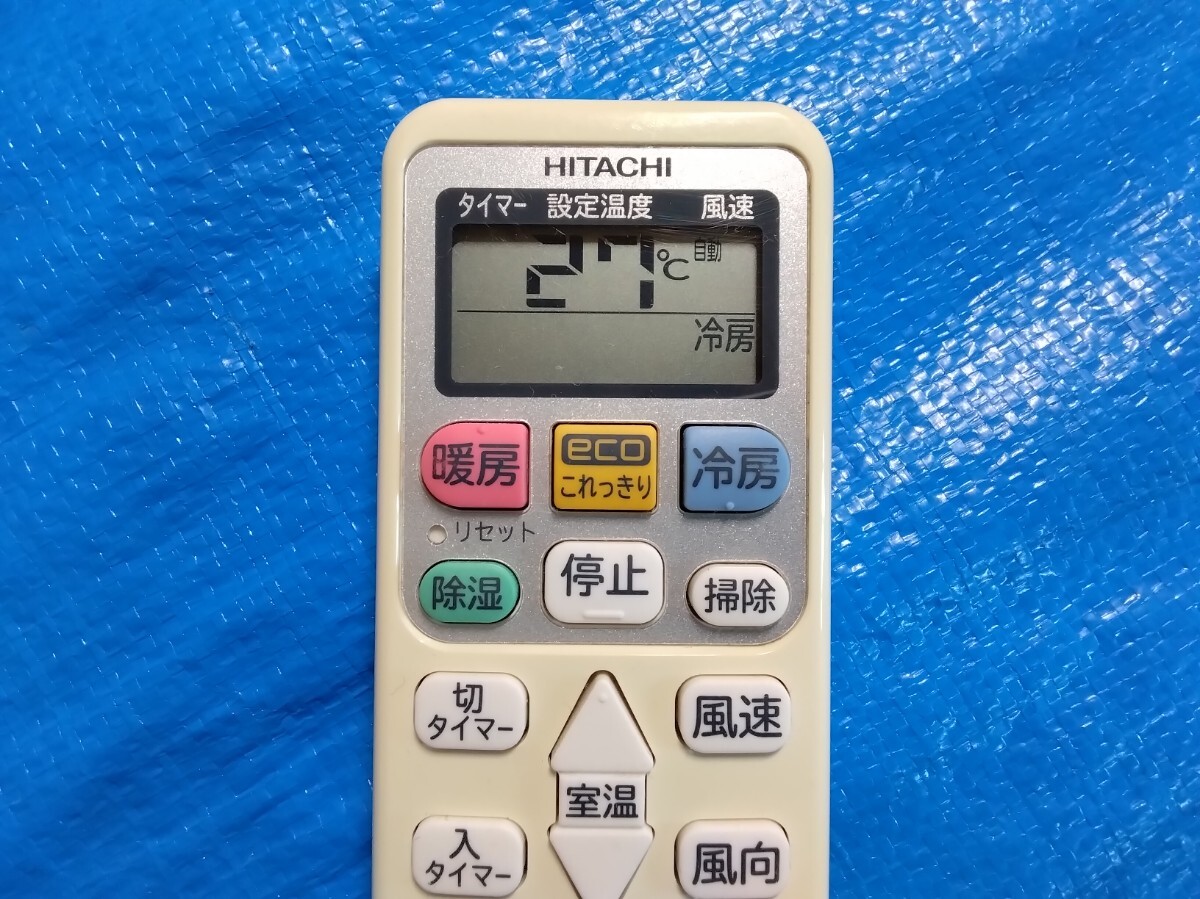 HITACHI
タイマー 設定温度 風速
27℃ 自動
冷房
暖房 eco 冷房
これっきり
リセット
除湿 停止 掃除
切
タイマー
風速
室温
入
タイマー
風向